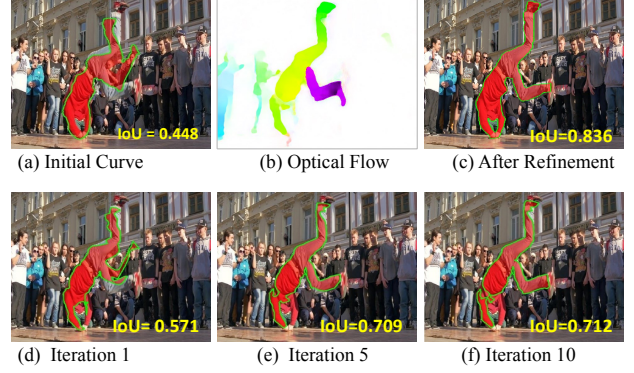 IoU = 0.448
IoU=0.836
(a) Initial Curve
(b) Optical Flow
(c) After Refinement
IoU= 0.571
IoU=0.709
IoU=0.712
(d) Iteration 1
(e) Iteration 5
(f) Iteration 10